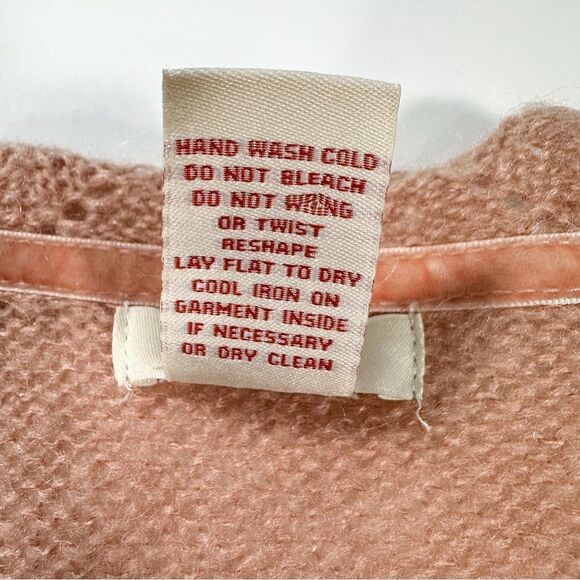 HAND WASH COLD
DO NOT BLEACH
DO NOT WRING
OR TWIST
RESHAPE
LAY FLAT TO DRY
COOL IRON ON
GARMENT INSIDE
IF NECESSARY
OR DRY CLEAN